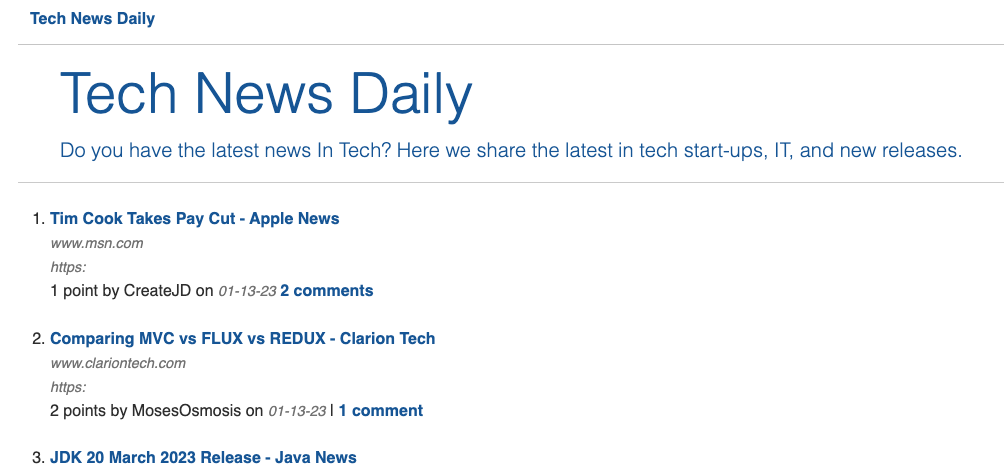 Tech News Daily
Tech News Daily
Do you have the latest news In Tech? Here we share the latest in tech start-ups, IT, and new releases.
1. Tim Cook Takes Pay Cut - Apple News
www.msn.com
https:
1 point by CreateJD on 01-13-23 2 comments
2. Comparing MVC vs FLUX vs REDUX - Clarion Tech
www.clariontech.com
https:
2 points by MosesOsmosis on 01-13-23 | 1 comment
3. JDK 20 March 2023 Release - Java News